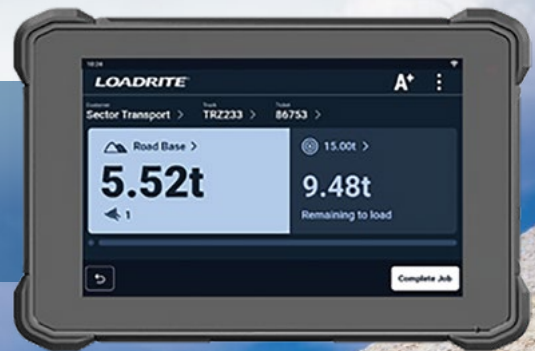 10:24
LOADRITE
A+
Customer
Truck
Ticket
Sector Transport >
TRZ233 >
86753 >
Road Base >
5.52t
1
15.00t >
9.48t
Remaining to load
Complete Job